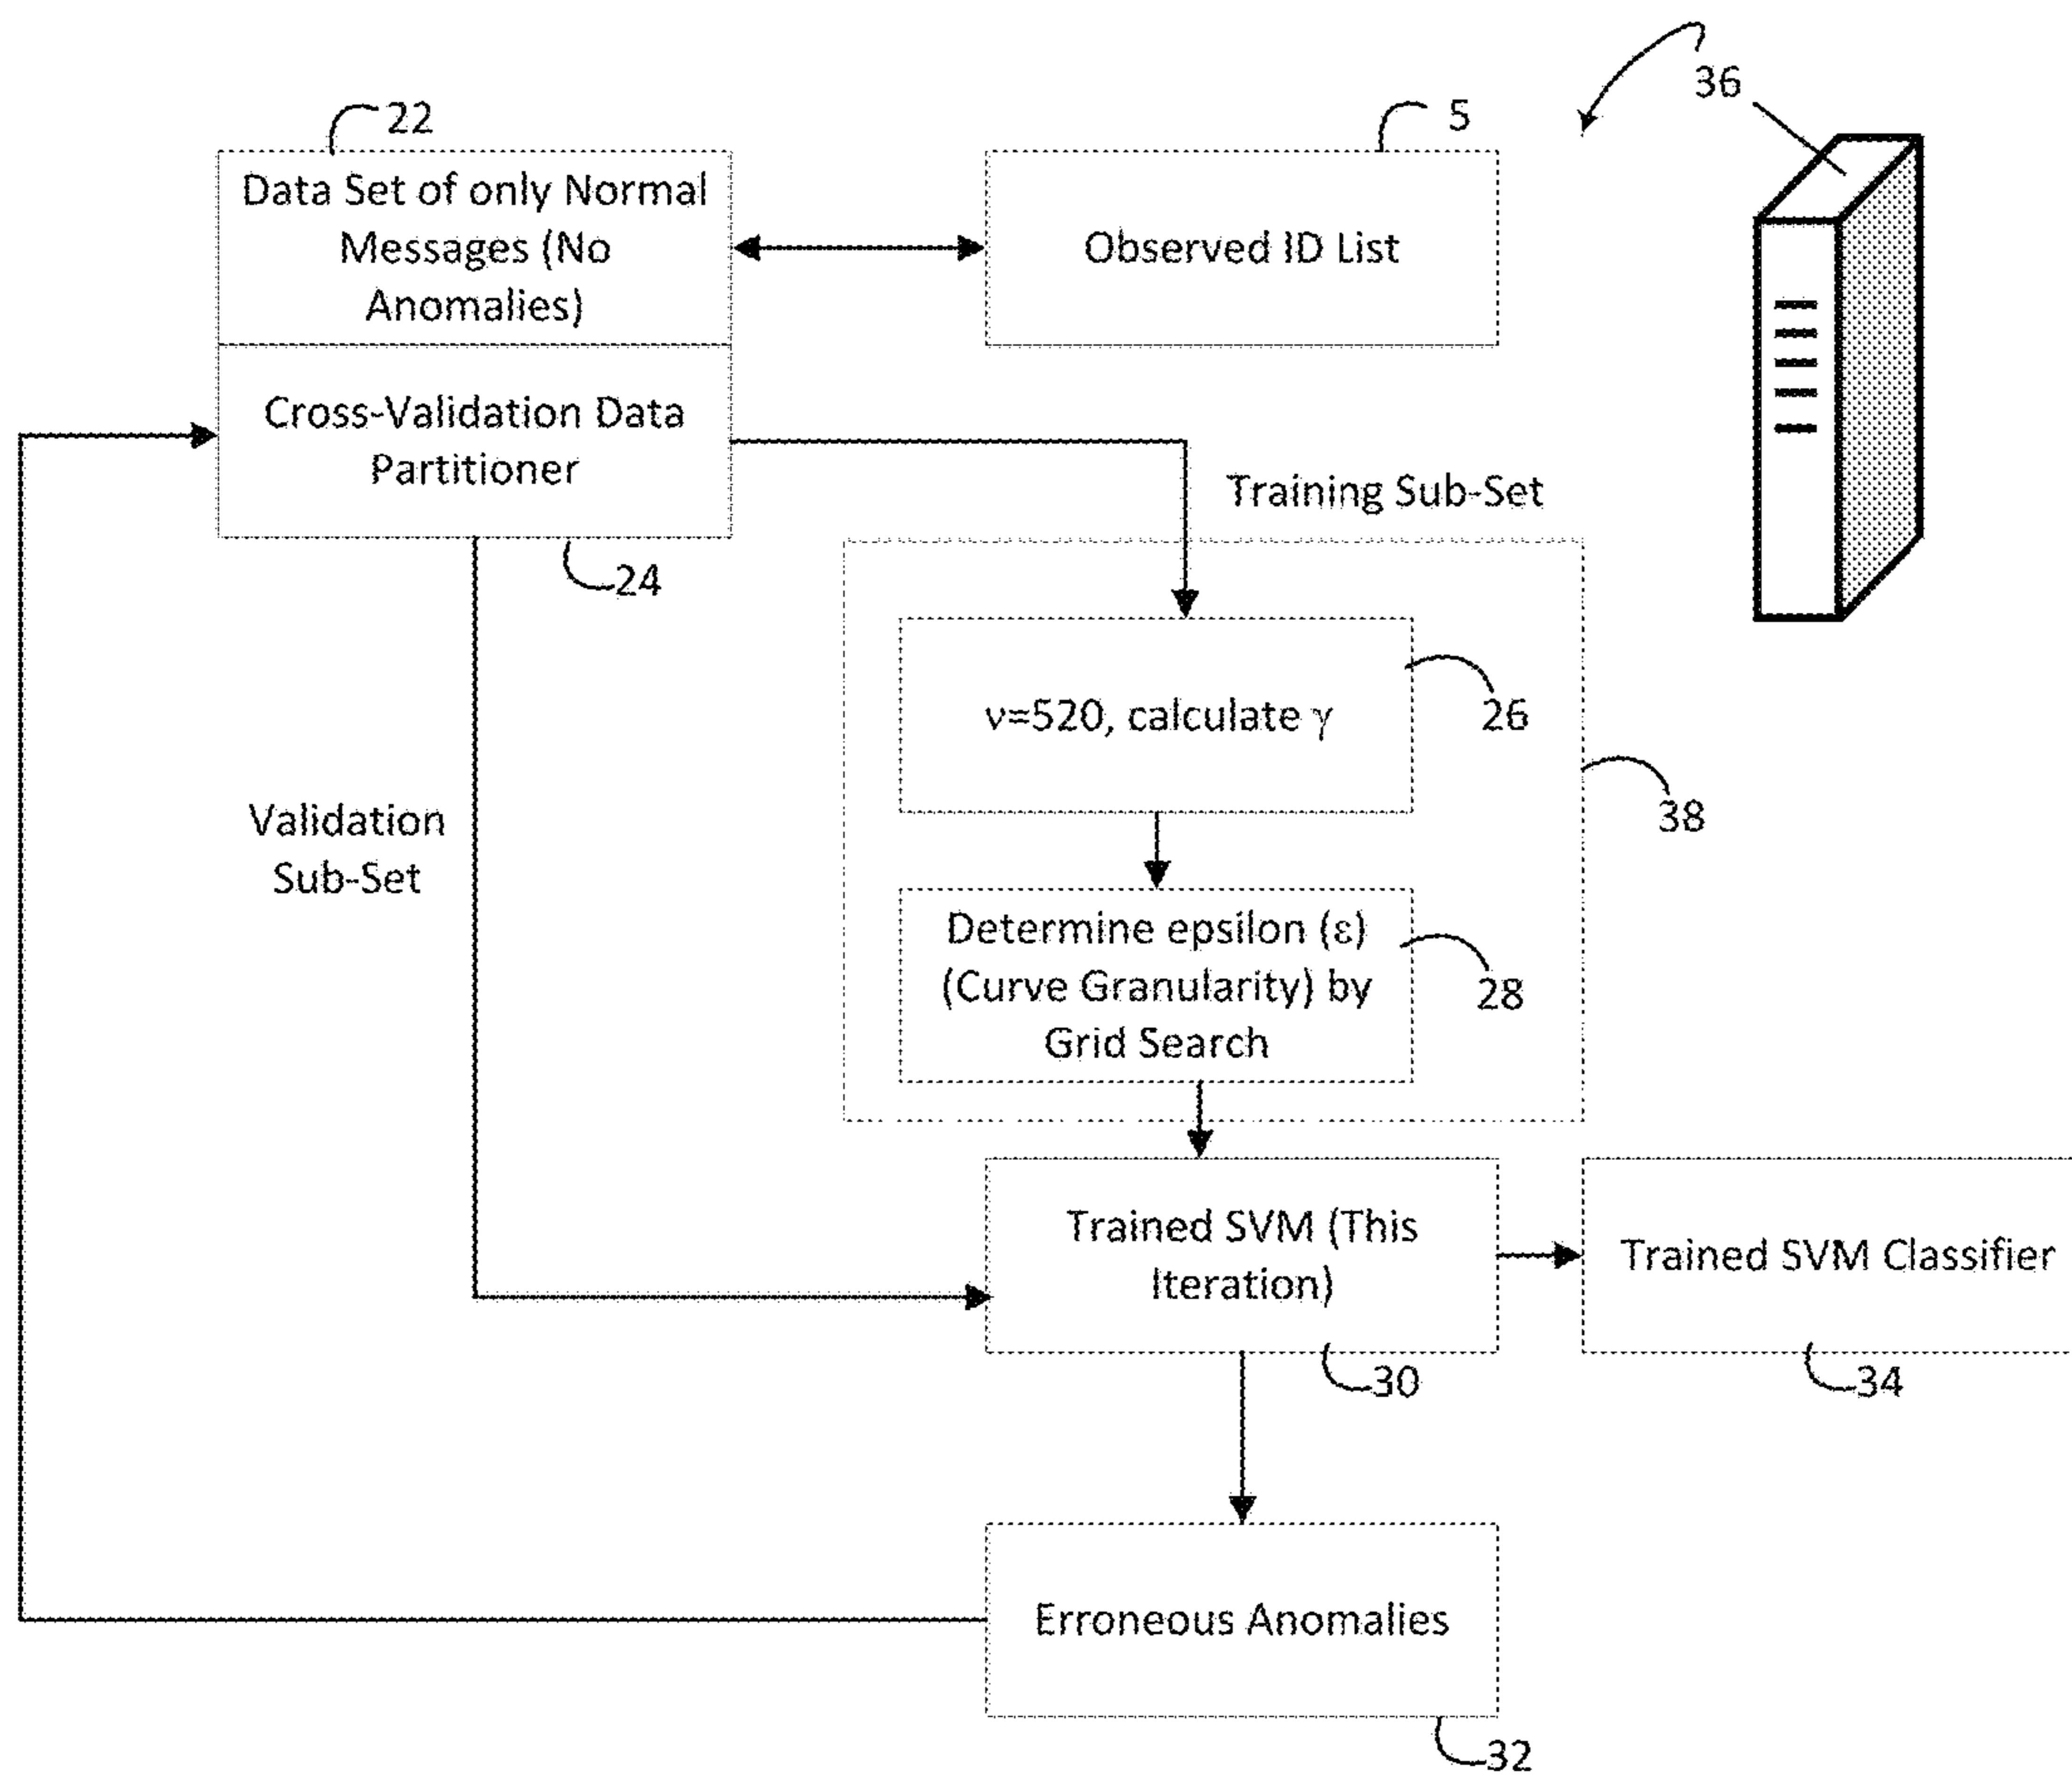 36
22
5
Data Set of only Normal
Messages (No
Anomalies)
Observed ID List
Cross-Validation Data
Partitioner
24
Training Sub-Set
ν=520, calculate γ
26
38
Validation
Sub-Set
Determine epsilon (ε)
(Curve Granularity) by
Grid Search
28
Trained SVM (This
Iteration)
30
Trained SVM Classifier
34
Erroneous Anomalies
32